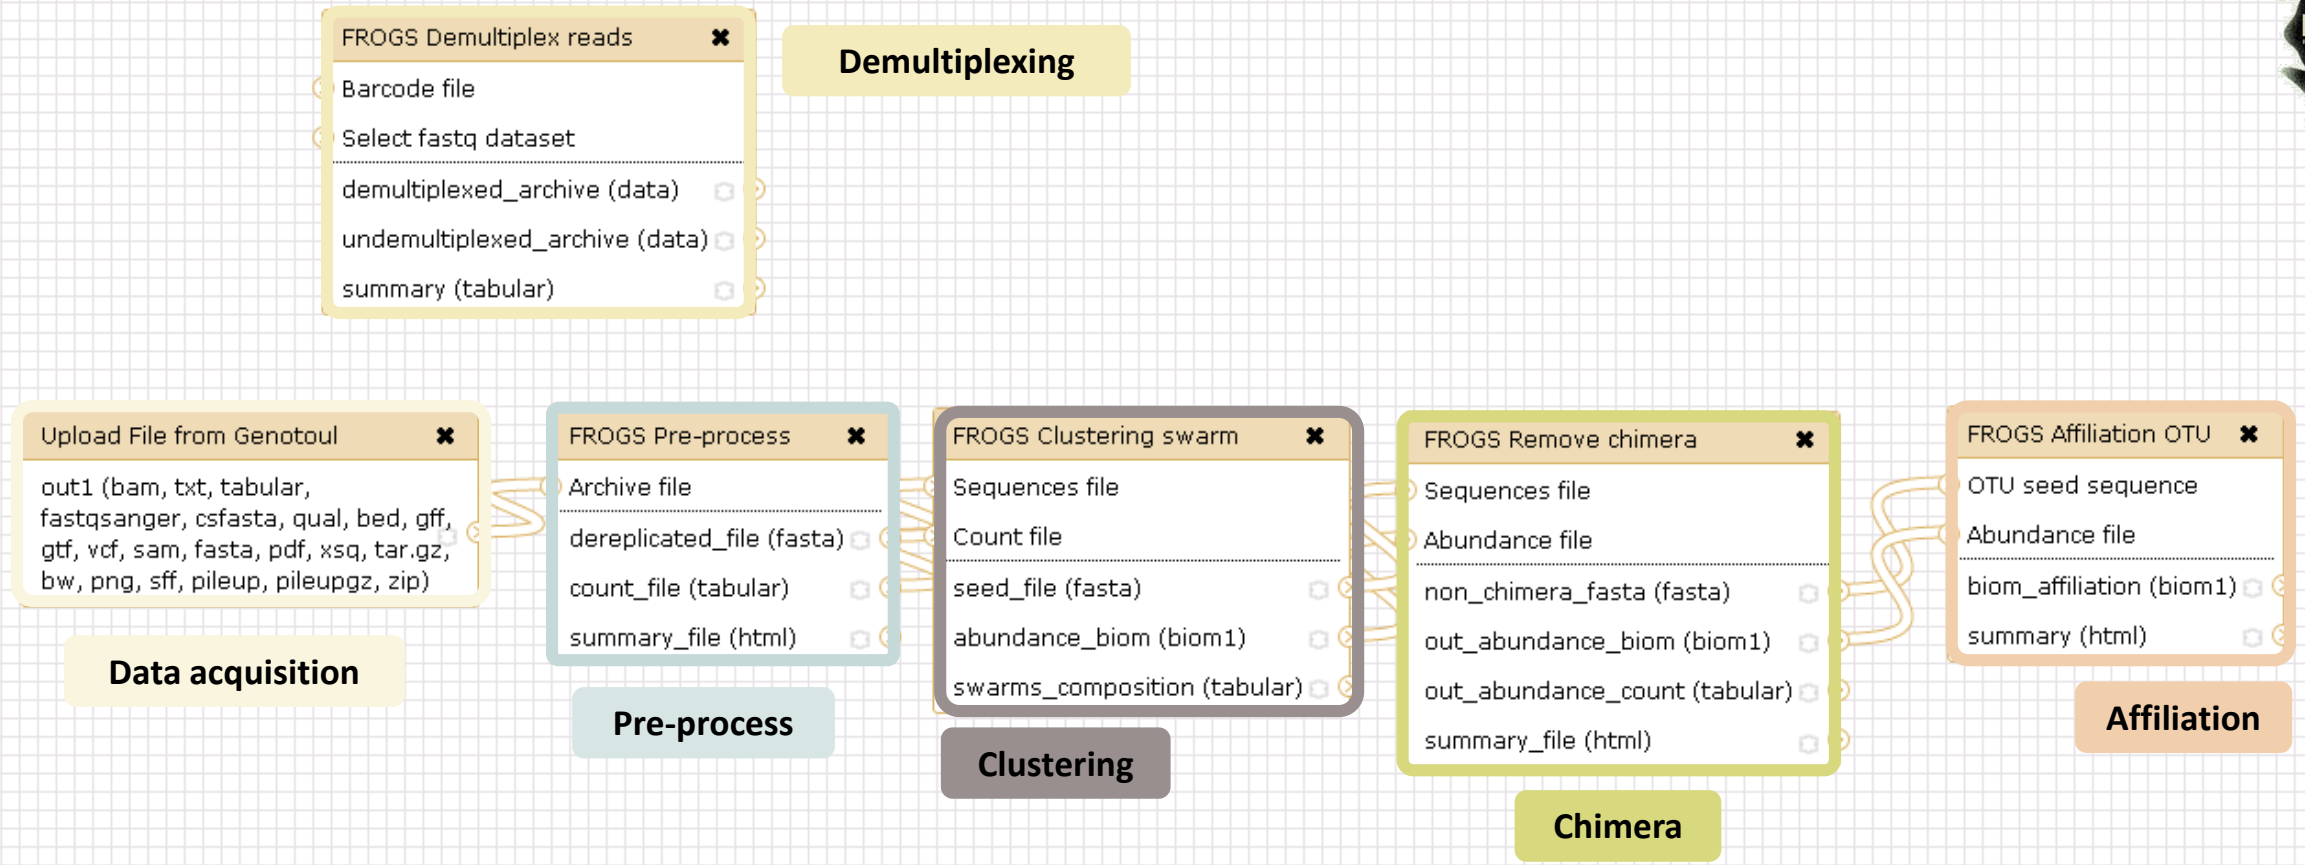 FROGS Demultiplex reads
Barcode file
Select fastq dataset
demultiplexed_archive (data)
undemultiplexed_archive (data)
summary (tabular)
Demultiplexing
Upload File from Genotoul
out1 (bam, txt, tabular,
fastqsanger, csfasta, qual, bed, gff,
gtf, vcf, sam, fasta, pdf, xsq, tar.gz,
bw, png, sff, pileup, pileupgz, zip)
Data acquisition
FROGS Pre-process
Archive file
dereplicated_file (fasta)
count_file (tabular)
summary_file (html)
Pre-process
FROGS Clustering swarm
Sequences file
Count file
seed_file (fasta)
abundance_biom (biom1)
swarms_composition (tabular)
Clustering
FROGS Remove chimera
Sequences file
Abundance file
non_chimera_fasta (fasta)
out_abundance_biom (biom1)
out_abundance_count (tabular)
summary_file (html)
Chimera
FROGS Affiliation OTU
OTU seed sequence
Abundance file
biom_affiliation (biom1)
summary (html)
Affiliation